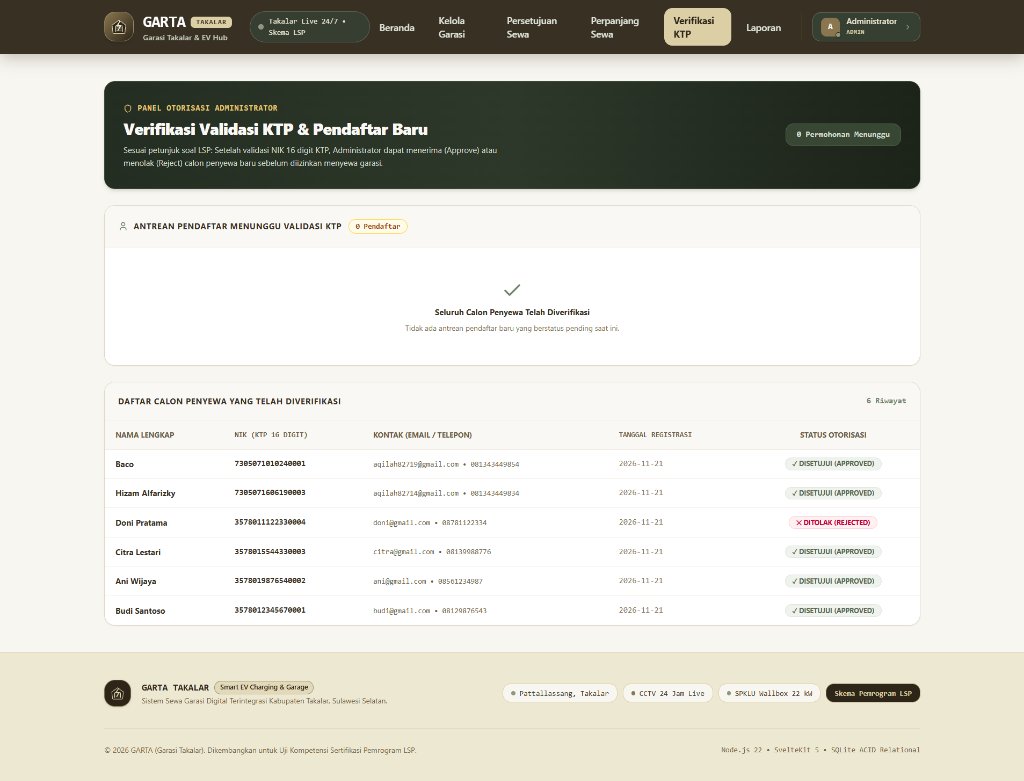 GARTA TAKALAR
Garasi Takalar & EV Hub
Takalar Live 24/7 •
Skema LSP
Beranda
Kelola
Garasi
Persetujuan
Sewa
Perpanjang
Sewa
Verifikasi
KTP
Laporan
A
Administrator
ADMIN
PANEL OTORISASI ADMINISTRATOR
Verifikasi Validasi KTP & Pendaftar Baru
Sesuai petunjuk soal LSP: Setelah validasi NIK 16 digit KTP, Administrator dapat menerima (Approve) atau
menolak (Reject) calon penyewa baru sebelum diizinkan menyewa garasi.
0 Permohonan Menunggu
ANTREAN PENDAFTAR MENUNGGU VALIDASI KTP 0 Pendaftar
Seluruh Calon Penyewa Telah Diverifikasi
Tidak ada antrean pendaftar baru yang berstatus pending saat ini.
DAFTAR CALON PENYEWA YANG TELAH DIVERIFIKASI 6 Riwayat
NAMA LENGKAP NIK (KTP 16 DIGIT) KONTAK (EMAIL / TELEPON) TANGGAL REGISTRASI STATUS OTORISASI
Baco 7305071010240001 aqilah82719@gmail.com • 081343449854 2026-11-21 ✓ DISETUJUI (APPROVED)
Hizam Alfarizky 7305071606190003 aqilah82714@gmail.com • 081343449834 2026-11-21 ✓ DISETUJUI (APPROVED)
Doni Pratama 3578011122330004 doni@gmail.com • 08781122334 2026-11-21 ✕ DITOLAK (REJECTED)
Citra Lestari 3578015544330003 citra@gmail.com • 08139988776 2026-11-21 ✓ DISETUJUI (APPROVED)
Ani Wijaya 3578019876540002 ani@gmail.com • 08561234987 2026-11-21 ✓ DISETUJUI (APPROVED)
Budi Santoso 3578012345670001 budi@gmail.com • 08129876543 2026-11-21 ✓ DISETUJUI (APPROVED)
GARTA TAKALAR Smart EV Charging & Garage
Sistem Sewa Garasi Digital Terintegrasi Kabupaten Takalar, Sulawesi Selatan.
Pattallassang, Takalar
CCTV 24 Jam Live
SPKLU Wallbox 22 kW
Skema Pemrogram LSP
© 2026 GARTA (Garasi Takalar). Dikembangkan untuk Uji Kompetensi Sertifikasi Pemrogram LSP.
Node.js 22 • SvelteKit 5 • SQLite ACID Relational